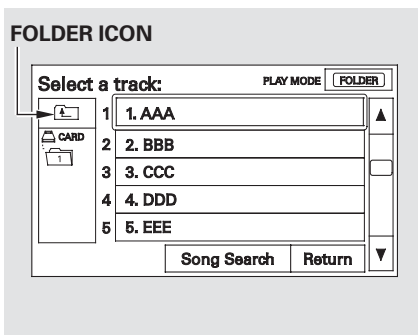 FOLDER ICON
Select a track: PLAY MODE FOLDER
1 1. AAA
CARD
1
2 2. BBB
3 3. CCC
4 4. DDD
5 5. EEE
Song Search Return